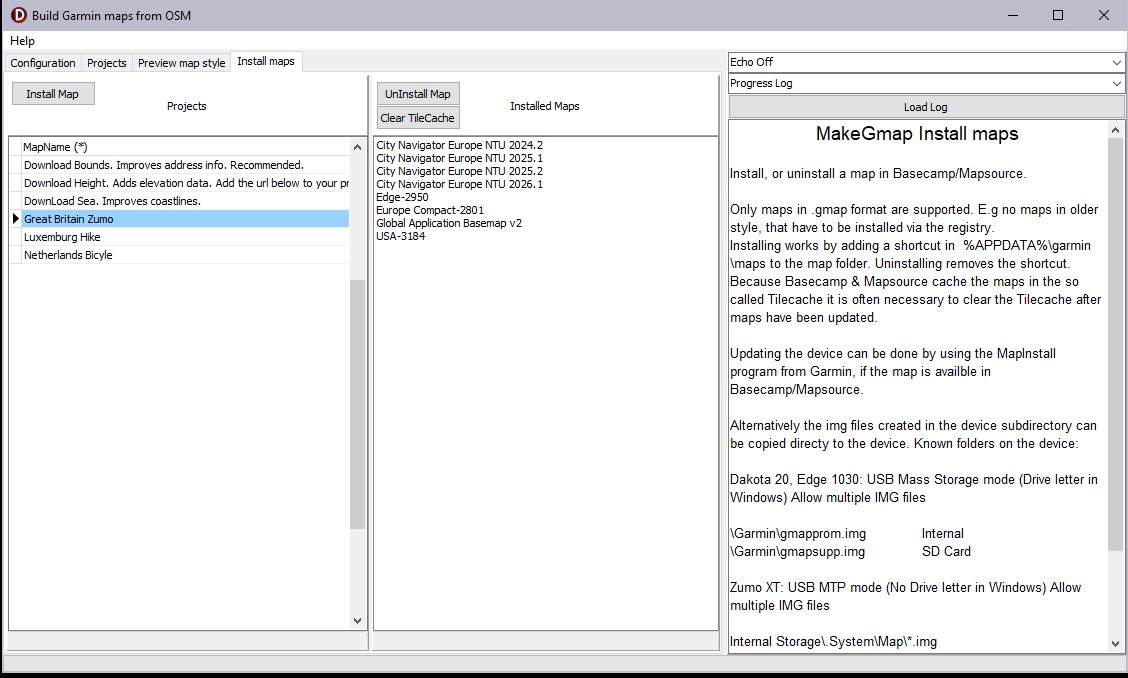 Build Garmin maps from OSM
Help
Configuration
Projects
Preview map style
Install maps
Install Map
Projects
MapName (*)
Download Bounds. Improves address info. Recommended.
Download Height. Adds elevation data. Add the url below to your pr
DownLoad Sea. Improves coastlines.
Great Britain Zumo
Luxemburg Hike
Netherlands Bicyle
UnInstall Map
Clear TileCache
Installed Maps
City Navigator Europe NTU 2024.2
City Navigator Europe NTU 2025.1
City Navigator Europe NTU 2025.2
City Navigator Europe NTU 2026.1
Edge-2950
Europe Compact-2801
Global Application Basemap v2
USA-3184
Echo Off
Progress Log
Load Log
MakeGmap Install maps
Install, or uninstall a map in Basecamp/Mapsource.
Only maps in .gmap format are supported. E.g no maps in older
style, that have to be installed via the registry.
Installing works by adding a shortcut in %APPDATA%\garmin
\maps to the map folder. Uninstalling removes the shortcut.
Because Basecamp & Mapsource cache the maps in the so
called Tilecache it is often necessary to clear the Tilecache after
maps have been updated.
Updating the device can be done by using the MapInstall
program from Garmin, if the map is availble in
Basecamp/Mapsource.
Alternatively the img files created in the device subdirectory can
be copied directy to the device. Known folders on the device:
Dakota 20, Edge 1030: USB Mass Storage mode (Drive letter in
Windows) Allow multiple IMG files
\Garmin\gmapprom.img Internal
\Garmin\gmapsupp.img SD Card
Zumo XT: USB MTP mode (No Drive letter in Windows) Allow
multiple IMG files
Internal Storage\.System\Map\*.img